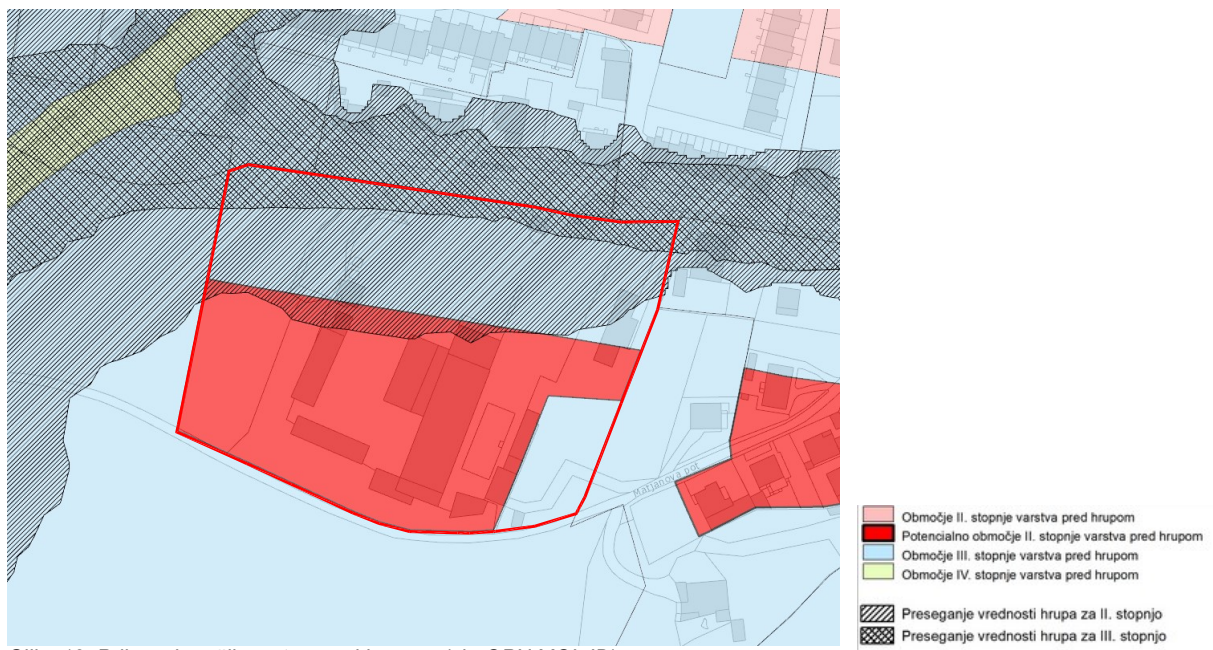 Marjanova pot
Območje II. stopnje varstva pred hrupom
Potencialno območje II. stopnje varstva pred hrupom
Območje III. stopnje varstva pred hrupom
Območje IV. stopnje varstva pred hrupom
Preseganje vrednosti hrupa za II. stopnjo
Preseganje vrednosti hrupa za III. stopnjo